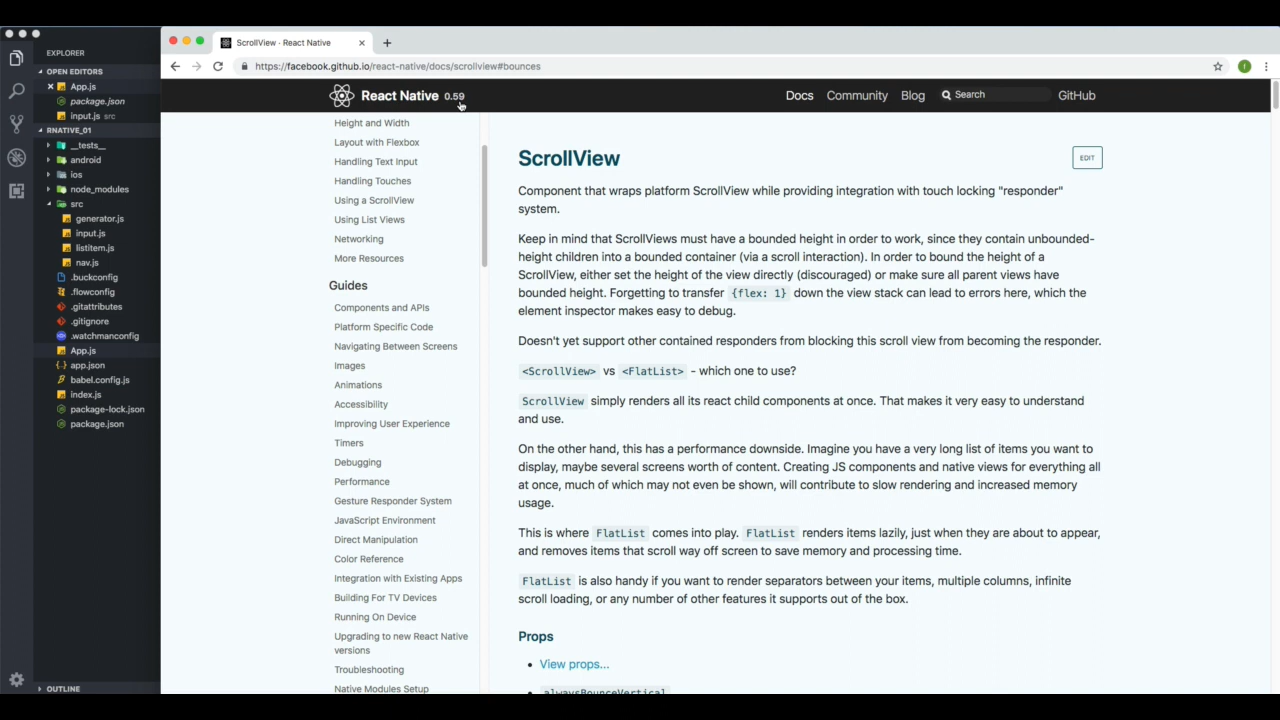 EXPLORER
OPEN EDITORS
App.js
package.json
input.js src
RNATIVE_01
__tests__
android
ios
node_modules
src
generator.js
input.js
listitem.js
nav.js
.buckconfig
.flowconfig
.gitattributes
.gitignore
.watchmanconfig
App.js
app.json
babel.config.js
index.js
package-lock.json
package.json
OUTLINE
ScrollView · React Native
https://facebook.github.io/react-native/docs/scrollview#bounces
React Native 0.59
Docs Community Blog Search GitHub
Height and Width
Layout with Flexbox
Handling Text Input
Handling Touches
Using a ScrollView
Using List Views
Networking
More Resources
Guides
Components and APIs
Platform Specific Code
Navigating Between Screens
Images
Animations
Accessibility
Improving User Experience
Timers
Debugging
Performance
Gesture Responder System
JavaScript Environment
Direct Manipulation
Color Reference
Integration with Existing Apps
Building For TV Devices
Running On Device
Upgrading to new React Native
versions
Troubleshooting
Native Modules Setup
ScrollView
EDIT
Component that wraps platform ScrollView while providing integration with touch locking "responder"
system.
Keep in mind that ScrollViews must have a bounded height in order to work, since they contain unbounded-
height children into a bounded container (via a scroll interaction). In order to bound the height of a
ScrollView, either set the height of the view directly (discouraged) or make sure all parent views have
bounded height. Forgetting to transfer {flex: 1} down the view stack can lead to errors here, which the
element inspector makes easy to debug.
Doesn't yet support other contained responders from blocking this scroll view from becoming the responder.
<ScrollView> vs <FlatList> - which one to use?
ScrollView simply renders all its react child components at once. That makes it very easy to understand
and use.
On the other hand, this has a performance downside. Imagine you have a very long list of items you want to
display, maybe several screens worth of content. Creating JS components and native views for everything all
at once, much of which may not even be shown, will contribute to slow rendering and increased memory
usage.
This is where FlatList comes into play. FlatList renders items lazily, just when they are about to appear,
and removes items that scroll way off screen to save memory and processing time.
FlatList is also handy if you want to render separators between your items, multiple columns, infinite
scroll loading, or any number of other features it supports out of the box.
Props
View props...
alwaysBounceVertical